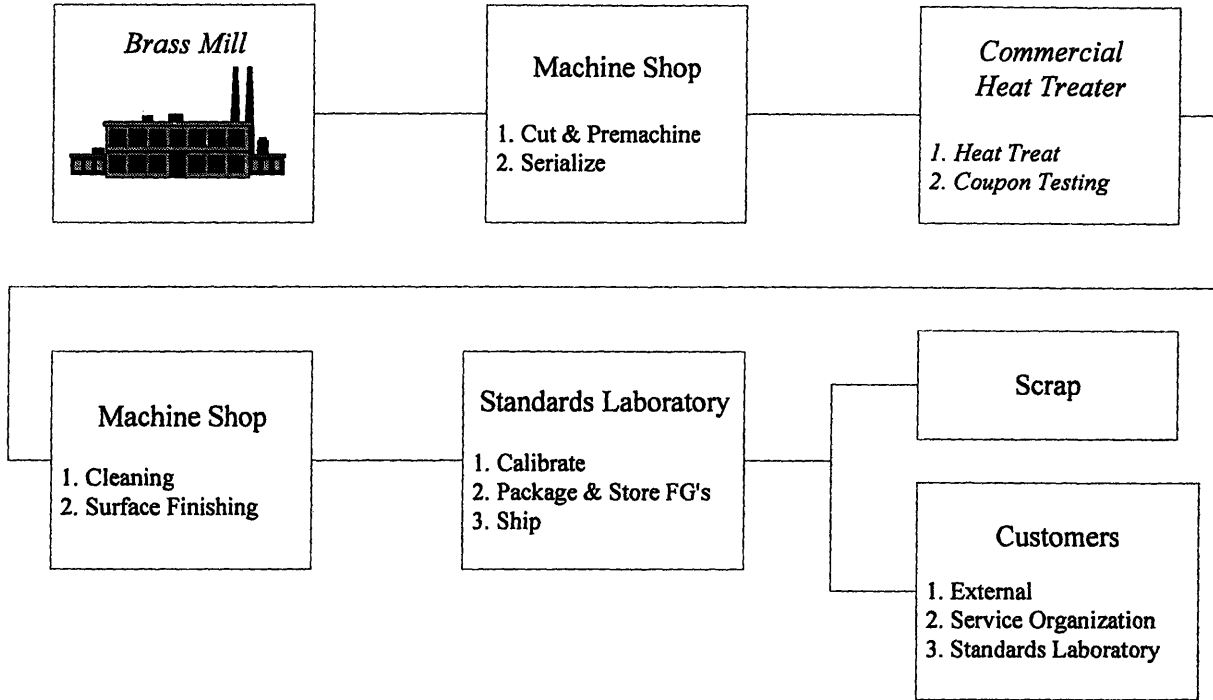 Brass Mill
Machine Shop
1. Cut & Premachine
2. Serialize
Commercial
Heat Treater
1. Heat Treat
2. Coupon Testing
Machine Shop
1. Cleaning
2. Surface Finishing
Standards Laboratory
1. Calibrate
2. Package & Store FG's
3. Ship
Scrap
Customers
1. External
2. Service Organization
3. Standards Laboratory